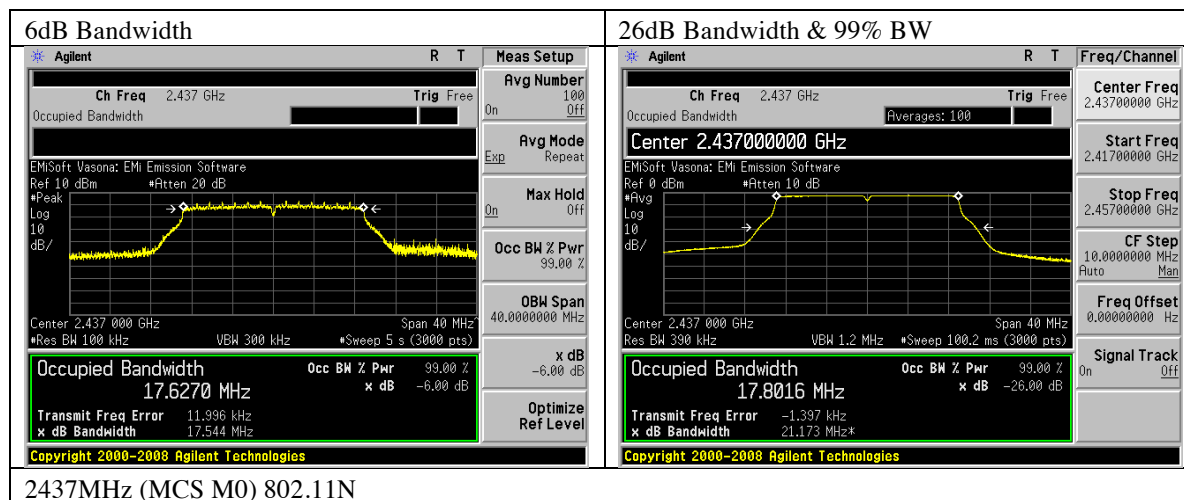 6dB Bandwidth
26dB Bandwidth & 99% BW
Agilent R T
Ch Freq 2.437 GHz Trig Free
Occupied Bandwidth
EMiSoft Vasona: EMi Emission Software
Ref 10 dBm #Atten 20 dB
#Peak
Log
10
dB/
Center 2.437 000 GHz Span 40 MHz
#Res BW 100 kHz VBW 300 kHz #Sweep 5 s (3000 pts)
Occupied Bandwidth Occ BW % Pwr 99.00 %
17.6270 MHz x dB -6.00 dB
Transmit Freq Error 11.996 kHz
x dB Bandwidth 17.544 MHz
Copyright 2000-2008 Agilent Technologies
Meas Setup
Avg Number
100
On Off
Avg Mode
Exp Repeat
Max Hold
On Off
Occ BW % Pwr
99.00 %
OBW Span
40.0000000 MHz
x dB
-6.00 dB
Optimize
Ref Level
Agilent R T
Ch Freq 2.437 GHz Trig Free
Occupied Bandwidth Averages: 100
Center 2.437000000 GHz
EMiSoft Vasona: EMi Emission Software
Ref 0 dBm #Atten 10 dB
#Avg
Log
10
dB/
Center 2.437 000 GHz Span 40 MHz
Res BW 390 kHz VBW 1.2 MHz #Sweep 100.2 ms (3000 pts)
Occupied Bandwidth Occ BW % Pwr 99.00 %
17.8016 MHz x dB -26.00 dB
Transmit Freq Error -1.397 kHz
x dB Bandwidth 21.173 MHz*
Copyright 2000-2008 Agilent Technologies
Freq/Channel
Center Freq
2.43700000 GHz
Start Freq
2.41700000 GHz
Stop Freq
2.45700000 GHz
CF Step
10.0000000 MHz
Auto Man
Freq Offset
0.00000000 Hz
Signal Track
On Off
2437MHz (MCS M0) 802.11N